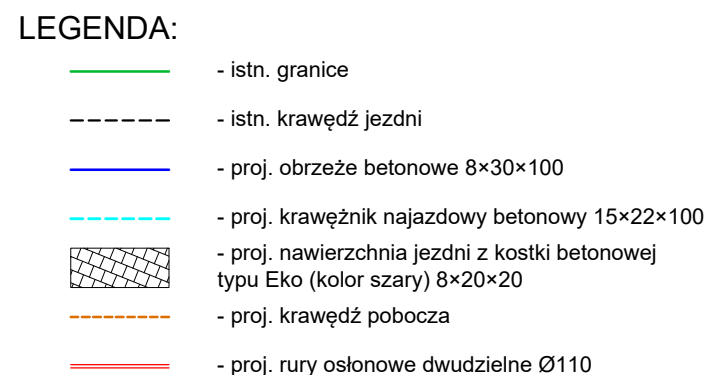 LEGENDA:
- istn. granice
- istn. krawędź jezdni
- proj. obrzeże betonowe 8×30×100
- proj. krawężnik najazdowy betonowy 15×22×100
- proj. nawierzchnia jezdni z kostki betonowej
typu Eko (kolor szary) 8×20×20
- proj. krawędź pobocza
- proj. rury osłonowe dwudzielne Ø110